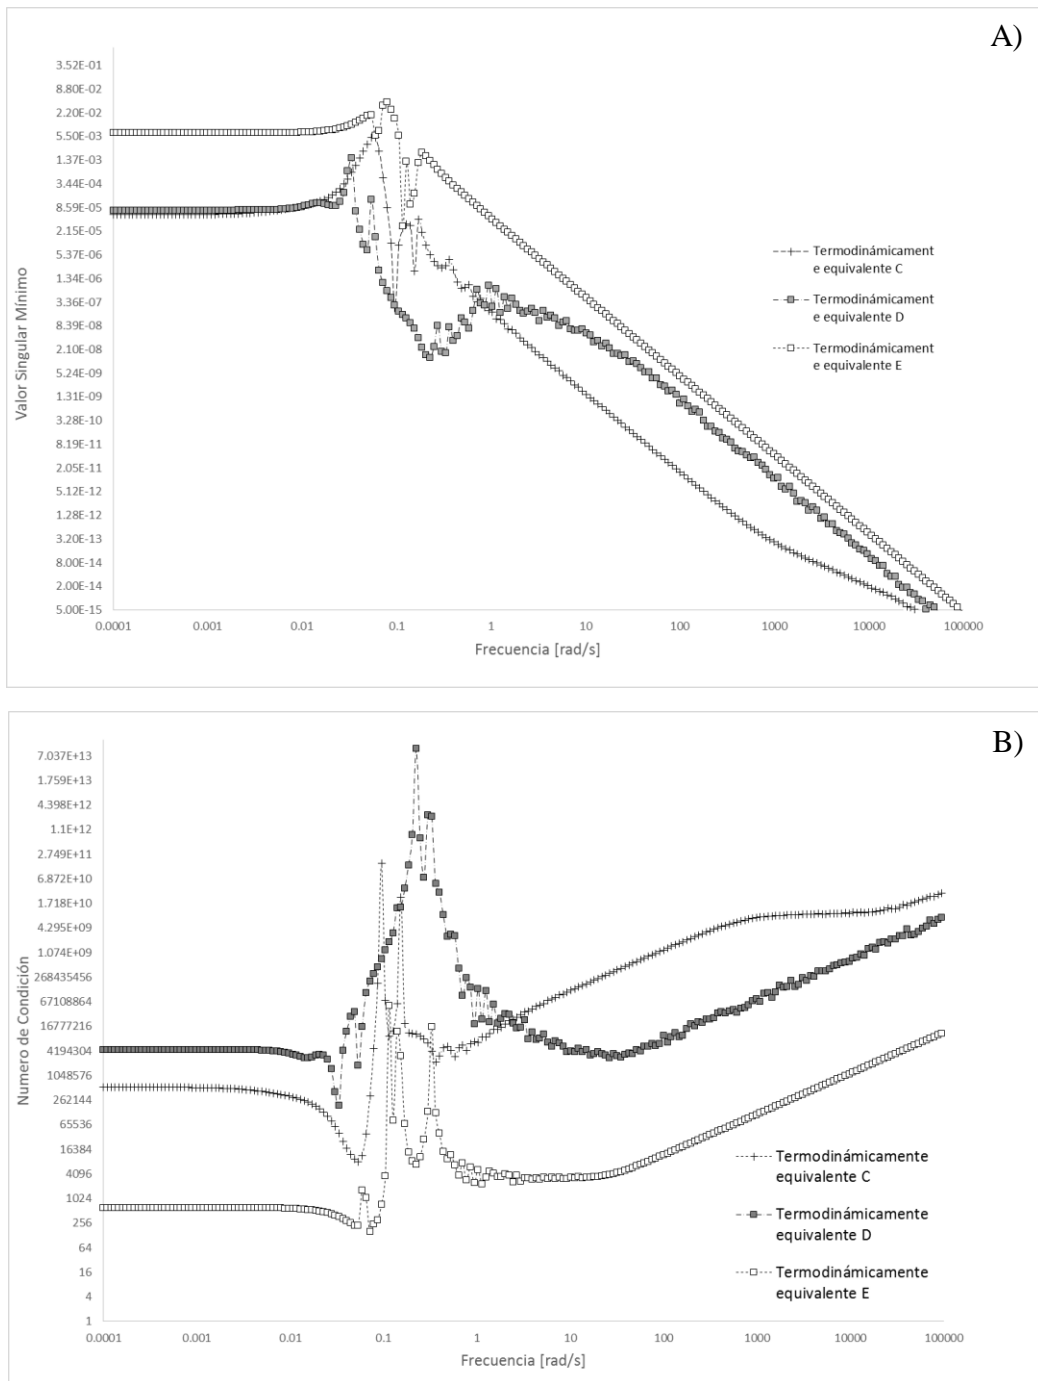 A)
3.52E-01
8.80E-02
2.20E-02
5.50E-03
1.37E-03
3.44E-04
8.59E-05
2.15E-05
5.37E-06
1.34E-06
3.36E-07
8.39E-08
2.10E-08
5.24E-09
1.31E-09
3.28E-10
8.19E-11
2.05E-11
5.12E-12
1.28E-12
3.20E-13
8.00E-14
2.00E-14
5.00E-15
Valor Singular Mínimo
0.0001 0.001 0.01 0.1 1 10 100 1000 10000 100000
Frecuencia [rad/s]
Termodinámicament
e equivalente C
Termodinámicament
e equivalente D
Termodinámicament
e equivalente E
B)
7.037E+13
1.759E+13
4.398E+12
1.1E+12
2.749E+11
6.872E+10
1.718E+10
4.295E+09
1.074E+09
268435456
67108864
16777216
4194304
1048576
262144
65536
16384
4096
1024
256
64
16
4
1
Numero de Condición
0.0001 0.001 0.01 0.1 1 10 100 1000 10000 100000
Frecuencia [rad/s]
Termodinámicamente
equivalente C
Termodinámicamente
equivalente D
Termodinámicamente
equivalente E